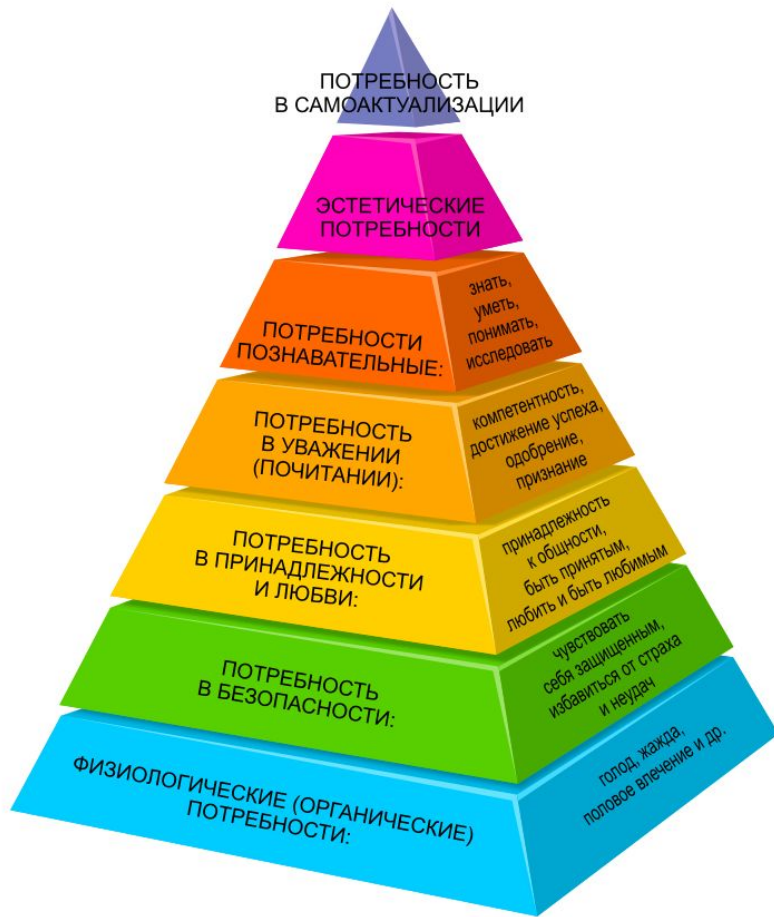 ПОТРЕБНОСТЬ
В САМОАКТУАЛИЗАЦИИ
ЭСТЕТИЧЕСКИЕ
ПОТРЕБНОСТИ
ПОТРЕБНОСТИ
ПОЗНАВАТЕЛЬНЫЕ:
знать,
уметь,
понимать,
исследовать
ПОТРЕБНОСТЬ
В УВАЖЕНИИ
(ПОЧИТАНИИ):
компетентность,
достижение успеха,
одобрение,
признание
ПОТРЕБНОСТЬ
В ПРИНАДЛЕЖНОСТИ
И ЛЮБВИ:
принадлежность
к общности,
быть принятым,
любить и быть любимым
ПОТРЕБНОСТЬ
В БЕЗОПАСНОСТИ:
чувствовать
себя защищенным,
избавиться от страха
и неудач
ФИЗИОЛОГИЧЕСКИЕ (ОРГАНИЧЕСКИЕ)
ПОТРЕБНОСТИ:
голод, жажда,
половое влечение и др.